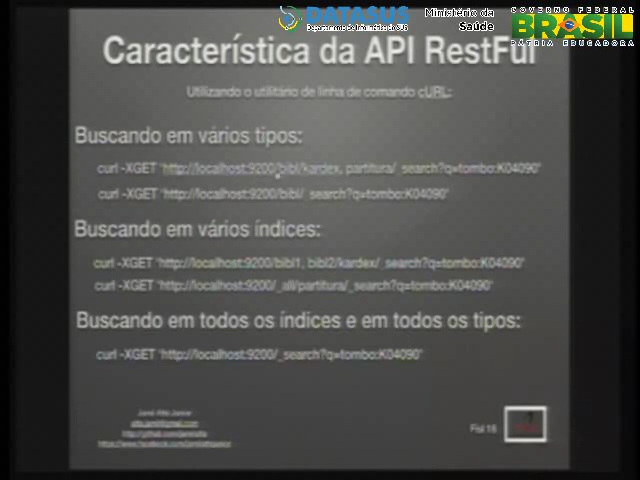 DATASUS
Ministério da
Saúde
GOVERNO FEDERAL
BRASIL
PÁTRIA EDUCADORA
Característica da API RestFul
Utilizando o utilitário de linha de comando cURL:
Buscando em vários tipos:
curl -XGET 'http://localhost:9200/bibl/kardex, partitura/_search?q=tombo:K04090'
curl -XGET 'http://localhost:9200/bibl/_search?q=tombo:K04090'
Buscando em vários índices:
curl -XGET 'http://localhost:9200/bibl1, bibl2/kardex/_search?q=tombo:K04090'
curl -XGET 'http://localhost:9200/_all/partitura/_search?q=tombo:K04090'
Buscando em todos os índices e em todos os tipos:
curl -XGET 'http://localhost:9200/_search?q=tombo:K04090'